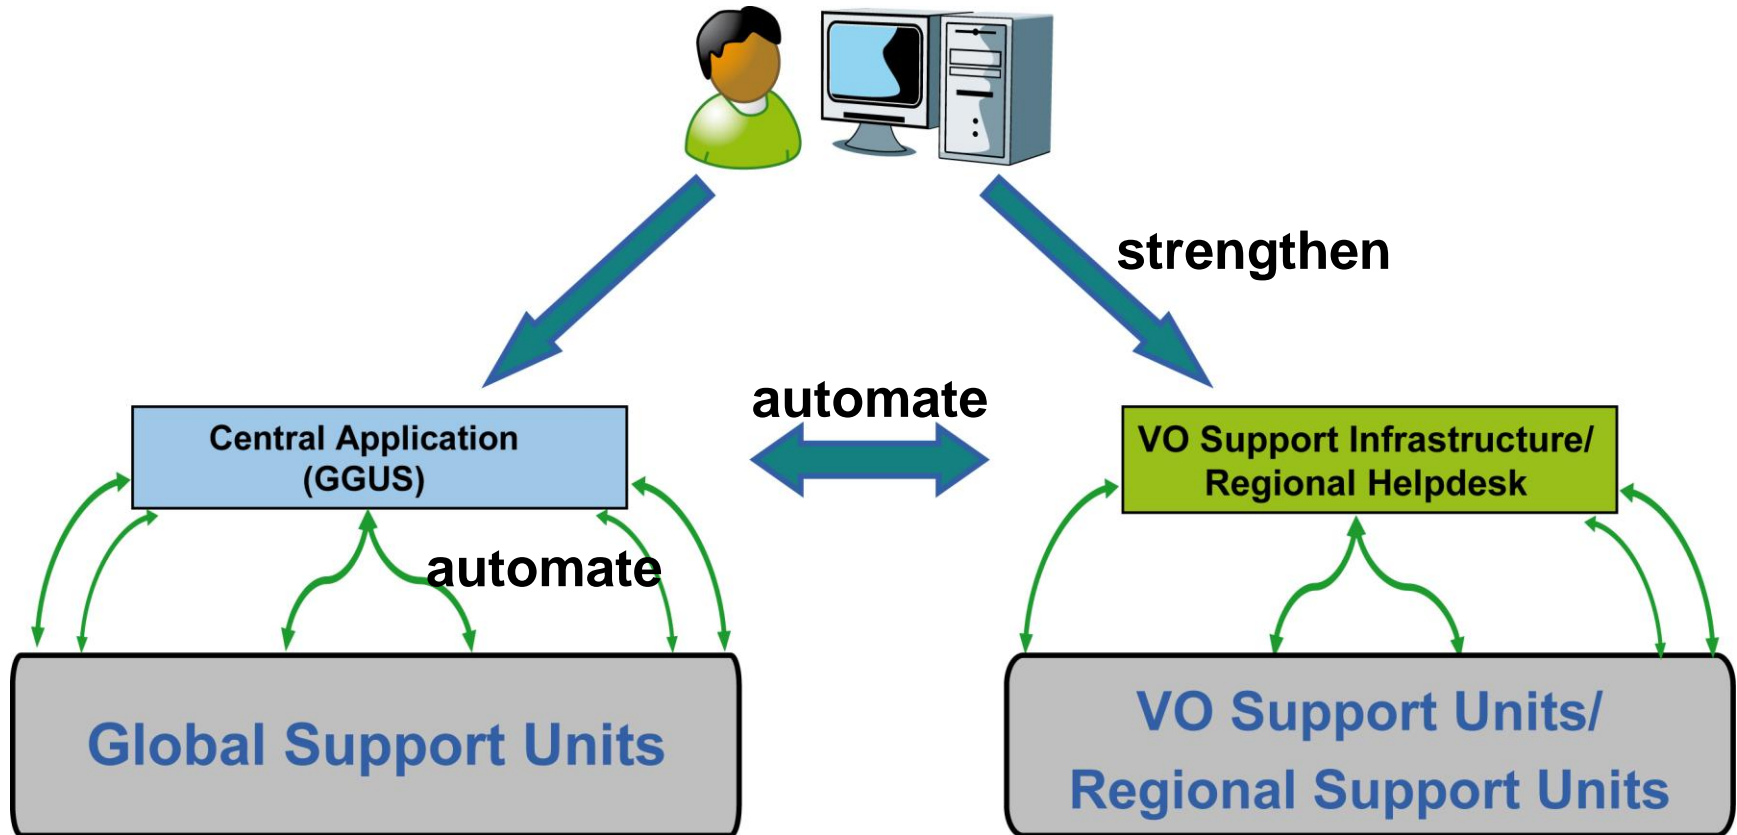 strengthen
automate
Central Application
(GGUS)
VO Support Infrastructure/
Regional Helpdesk
automate
Global Support Units
VO Support Units/
Regional Support Units